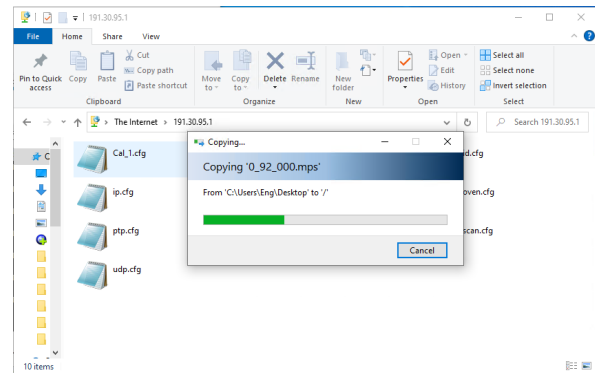 191.30.95.1
File Home Share View
Pin to Quick access
Copy
Paste
Cut
Copy path
Paste shortcut
Clipboard
Move to
Copy to
Delete
Rename
Organize
New folder
New
Properties
Open
Edit
History
Open
Select all
Select none
Invert selection
Select
The Internet > 191.30.95.1
Search 191.30.95.1
C
Cal_1.cfg
ip.cfg
ptp.cfg
udp.cfg
d.cfg
oven.cfg
scan.cfg
Copying...
Copying '0_92_000.mps'
From 'C:\Users\Eng\Desktop' to '/'
Cancel
10 items